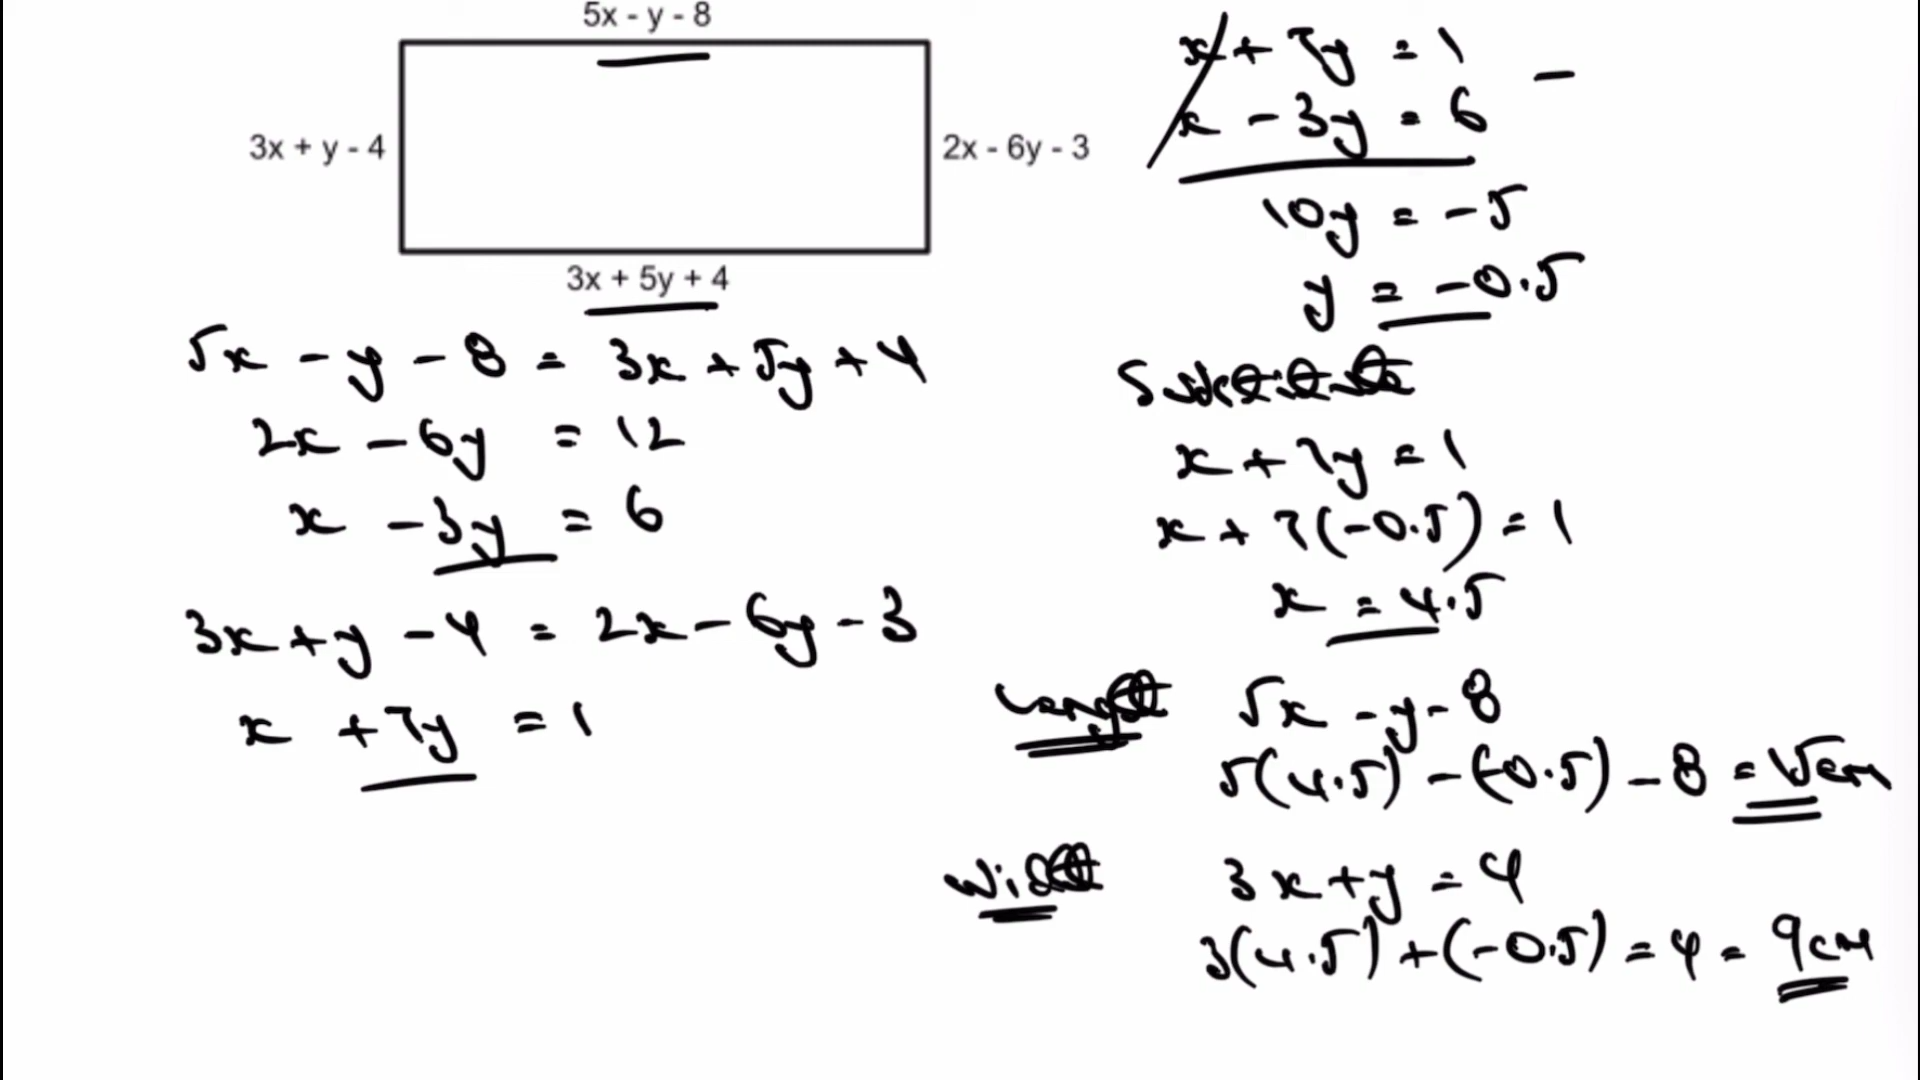 5x - y - 8
3x + y - 4
2x - 6y - 3
3x + 5y + 4
5x - y - 8 = 3x + 5y + 4
2x - 6y = 12
x - 3y = 6
3x + y - 4 = 2x - 6y - 3
x + 7y = 1
x + 7y = 1
x - 3y = 6 -
10y = -5
y = -0.5
Substitute
x + 7y = 1
x + 7(-0.5) = 1
x = 4.5
Length 5x - y - 8
5(4.5) - (-0.5) - 8 = 15cm
Width 3x + y = 4
3(4.5) + (-0.5) = 4 = 9cm